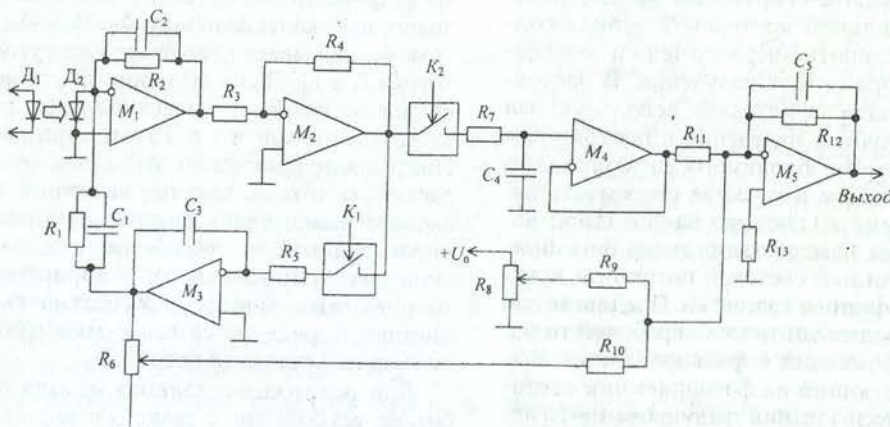 C₂
Д₁ Д₂ R₂ R₄ K₂ C₅
M₁ R₃ M₂ R₇ R₁₂
M₄ R₁₁ M₅
C₄ Выход
R₁ C₁ C₃ K₁
R₅ +U₀ R₉ R₁₃
M₃ R₈
R₆ R₁₀